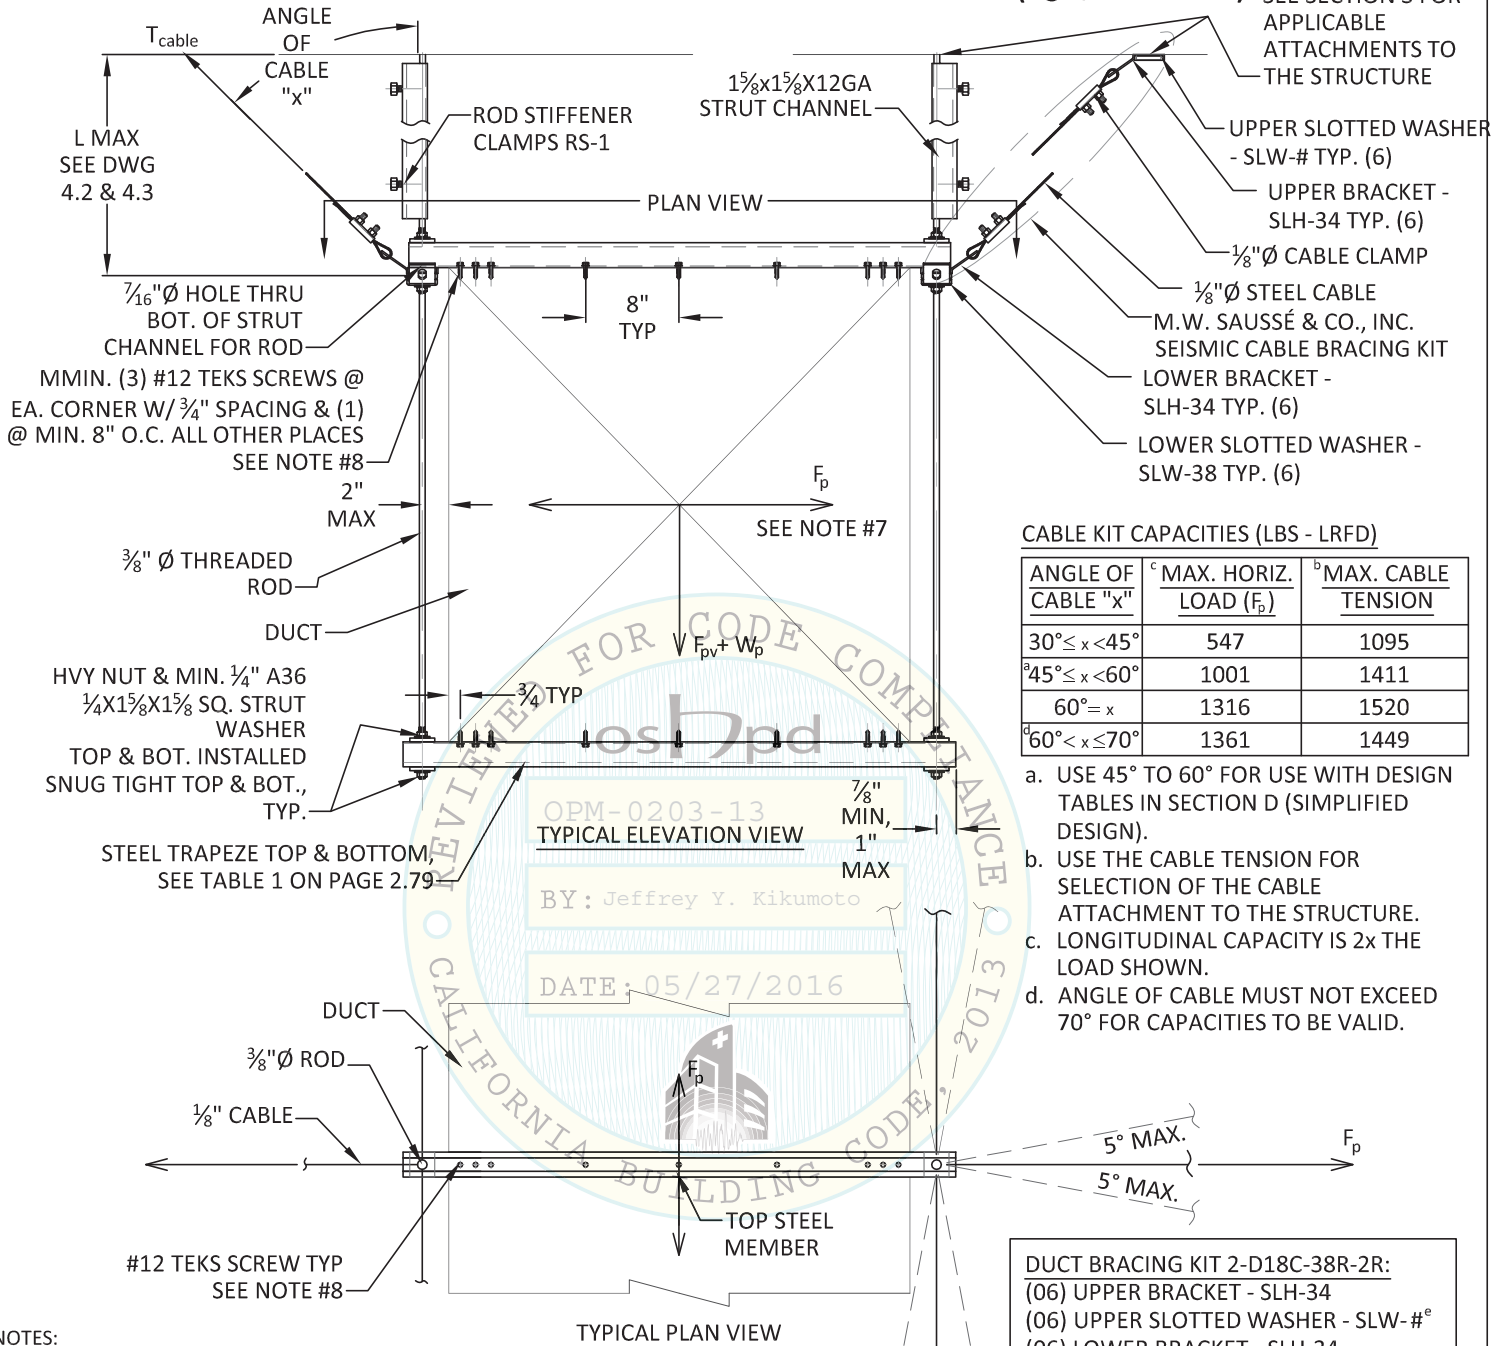 T cable
ANGLE
OF
CABLE
"x"
L MAX
SEE DWG
4.2 & 4.3
ROD STIFFENER
CLAMPS RS-1
1⅝x1⅝X12GA
STRUT CHANNEL
PLAN VIEW
APPLICABLE
ATTACHMENTS TO
THE STRUCTURE
UPPER SLOTTED WASHER
- SLW-# TYP. (6)
UPPER BRACKET -
SLH-34 TYP. (6)
⅛"Ø CABLE CLAMP
⅛"Ø STEEL CABLE
M.W. SAUSSÉ & CO., INC.
SEISMIC CABLE BRACING KIT
LOWER BRACKET -
SLH-34 TYP. (6)
LOWER SLOTTED WASHER -
SLW-38 TYP. (6)
7/16"Ø HOLE THRU
BOT. OF STRUT
CHANNEL FOR ROD
8"
TYP
MMIN. (3) #12 TEKS SCREWS @
EA. CORNER W/ ¾" SPACING & (1)
@ MIN. 8" O.C. ALL OTHER PLACES
SEE NOTE #8
2"
MAX
Fp
SEE NOTE #7
⅜" Ø THREADED
ROD
DUCT
Fpv+ Wp
HVY NUT & MIN. ¼" A36
¼X1⅝X1⅝ SQ. STRUT
WASHER
TOP & BOT. INSTALLED
SNUG TIGHT TOP & BOT.,
TYP.
¾ TYP
STEEL TRAPEZE TOP & BOTTOM,
SEE TABLE 1 ON PAGE 2.79
TYPICAL ELEVATION VIEW
⅞"
MIN,
1"
MAX
CABLE KIT CAPACITIES (LBS - LRFD)
ANGLE OF CABLE "x" c MAX. HORIZ. LOAD (Fp) b MAX. CABLE TENSION
30°≤ x <45° 547 1095
a 45°≤ x <60° 1001 1411
60°= x 1316 1520
d 60°< x ≤70° 1361 1449
a. USE 45° TO 60° FOR USE WITH DESIGN
TABLES IN SECTION D (SIMPLIFIED
DESIGN).
b. USE THE CABLE TENSION FOR
SELECTION OF THE CABLE
ATTACHMENT TO THE STRUCTURE.
c. LONGITUDINAL CAPACITY IS 2x THE
LOAD SHOWN.
d. ANGLE OF CABLE MUST NOT EXCEED
70° FOR CAPACITIES TO BE VALID.
REVIEWED FOR CODE COMPLIANCE
oshpd
OPM-0203-13
BY: Jeffrey Y. Kikumoto
DATE: 05/27/2016
CALIFORNIA BUILDING CODE, 2013
DUCT
⅜"Ø ROD
⅛" CABLE
Fp
5° MAX.
5° MAX.
Fp
TOP STEEL
MEMBER
#12 TEKS SCREW TYP
SEE NOTE #8
TYPICAL PLAN VIEW
NOTES:
DUCT BRACING KIT 2-D18C-38R-2R:
(06) UPPER BRACKET - SLH-34
(06) UPPER SLOTTED WASHER - SLW-#e